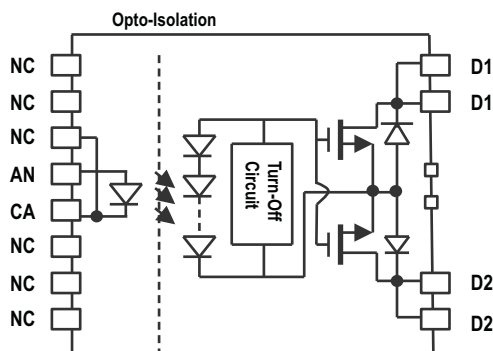 Opto-Isolation
NC
D1
NC
D1
NC
AN
CA
Turn-Off
Circuit
NC
NC
D2
NC
D2